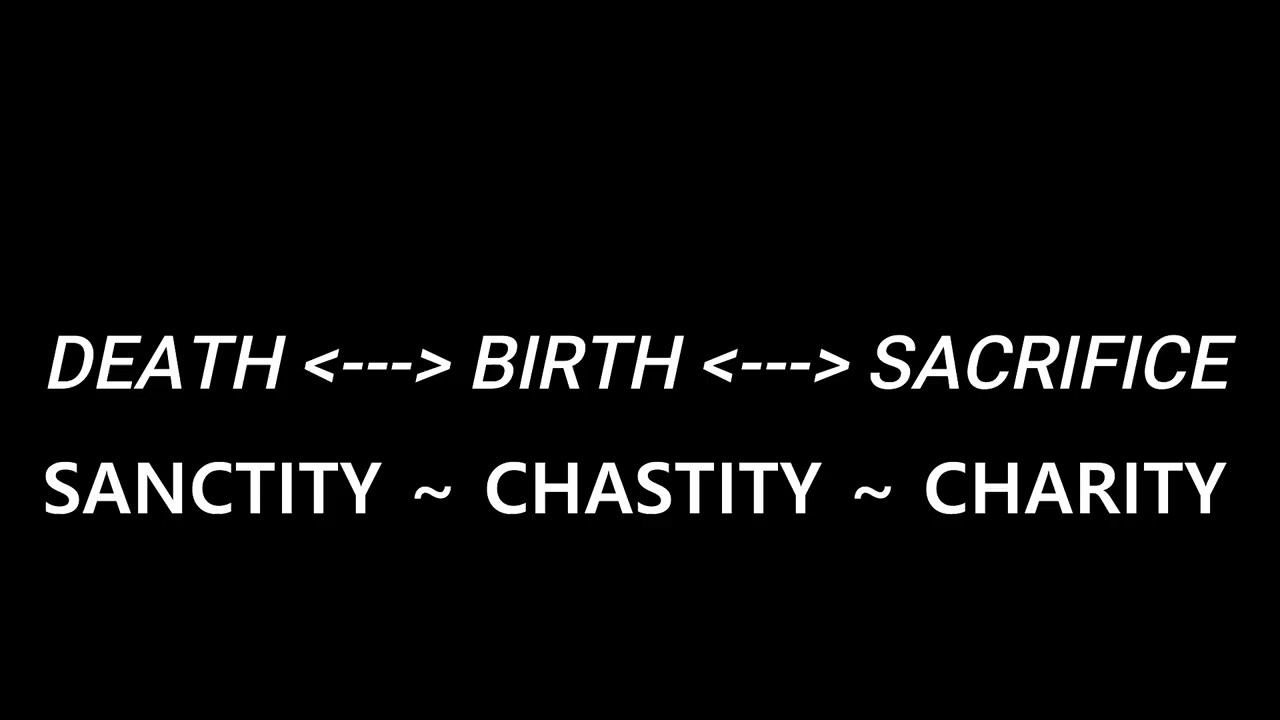 DEATH <---> BIRTH <---> SACRIFICE
SANCTITY ~ CHASTITY ~ CHARITY